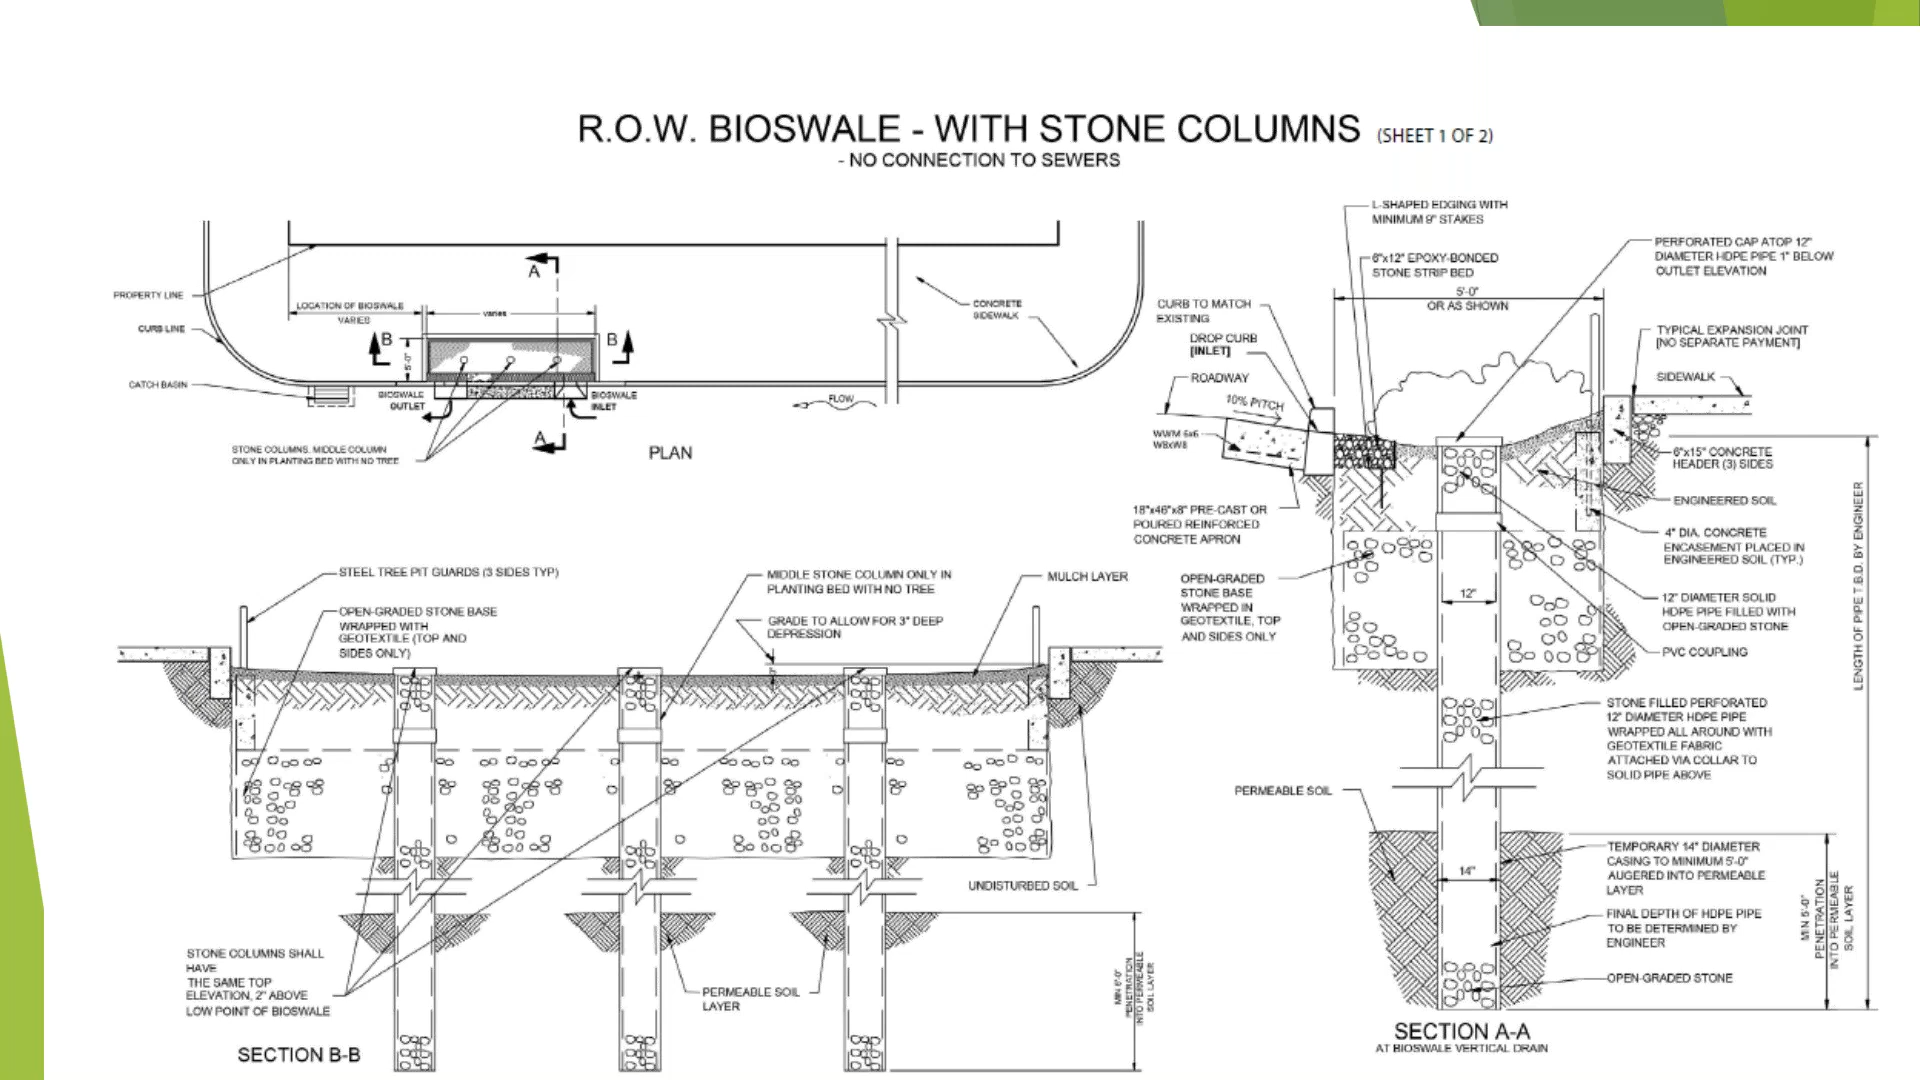 R.O.W. BIOSWALE - WITH STONE COLUMNS (SHEET 1 OF 2)
- NO CONNECTION TO SEWERS
PROPERTY LINE
CURB LINE
CATCH BASIN
LOCATION OF BIOSWALE
VARIES
varies
A
B
B
5'-0"
BIOSWALE
OUTLET
BIOSWALE
INLET
A
FLOW
CONCRETE
SIDEWALK
STONE COLUMNS, MIDDLE COLUMN
ONLY IN PLANTING BED WITH NO TREE
PLAN
STEEL TREE PIT GUARDS (3 SIDES TYP)
OPEN-GRADED STONE BASE
WRAPPED WITH
GEOTEXTILE (TOP AND
SIDES ONLY)
MIDDLE STONE COLUMN ONLY IN
PLANTING BED WITH NO TREE
GRADE TO ALLOW FOR 3" DEEP
DEPRESSION
MULCH LAYER
UNDISTURBED SOIL
STONE COLUMNS SHALL
HAVE
THE SAME TOP
ELEVATION, 2" ABOVE
LOW POINT OF BIOSWALE
PERMEABLE SOIL
LAYER
PENETRATION
INTO PERMEABLE
SOIL LAYER
SECTION B-B
L-SHAPED EDGING WITH
MINIMUM 9" STAKES
6"x12" EPOXY-BONDED
STONE STRIP BED
5'-0"
OR AS SHOWN
PERFORATED CAP ATOP 12"
DIAMETER HDPE PIPE 1" BELOW
OUTLET ELEVATION
CURB TO MATCH
EXISTING
DROP CURB
[INLET]
ROADWAY
10% PITCH
WWM 6x6
W8xW8
18"x46"x8" PRE-CAST OR
POURED REINFORCED
CONCRETE APRON
OPEN-GRADED
STONE BASE
WRAPPED IN
GEOTEXTILE, TOP
AND SIDES ONLY
TYPICAL EXPANSION JOINT
[NO SEPARATE PAYMENT]
SIDEWALK
6"x15" CONCRETE
HEADER (3) SIDES
ENGINEERED SOIL
4" DIA. CONCRETE
ENCASEMENT PLACED IN
ENGINEERED SOIL (TYP.)
12"
12" DIAMETER SOLID
HDPE PIPE FILLED WITH
OPEN-GRADED STONE
PVC COUPLING
STONE FILLED PERFORATED
12" DIAMETER HDPE PIPE
WRAPPED ALL AROUND WITH
GEOTEXTILE FABRIC
ATTACHED VIA COLLAR TO
SOLID PIPE ABOVE
PERMEABLE SOIL
14"
TEMPORARY 14" DIAMETER
CASING TO MINIMUM 5'-0"
AUGERED INTO PERMEABLE
LAYER
FINAL DEPTH OF HDPE PIPE
TO BE DETERMINED BY
ENGINEER
OPEN-GRADED STONE
MIN 5'-0"
PENETRATION
INTO PERMEABLE
SOIL LAYER
LENGTH OF PIPE T.B.D. BY ENGINEER
SECTION A-A
AT BIOSWALE VERTICAL DRAIN